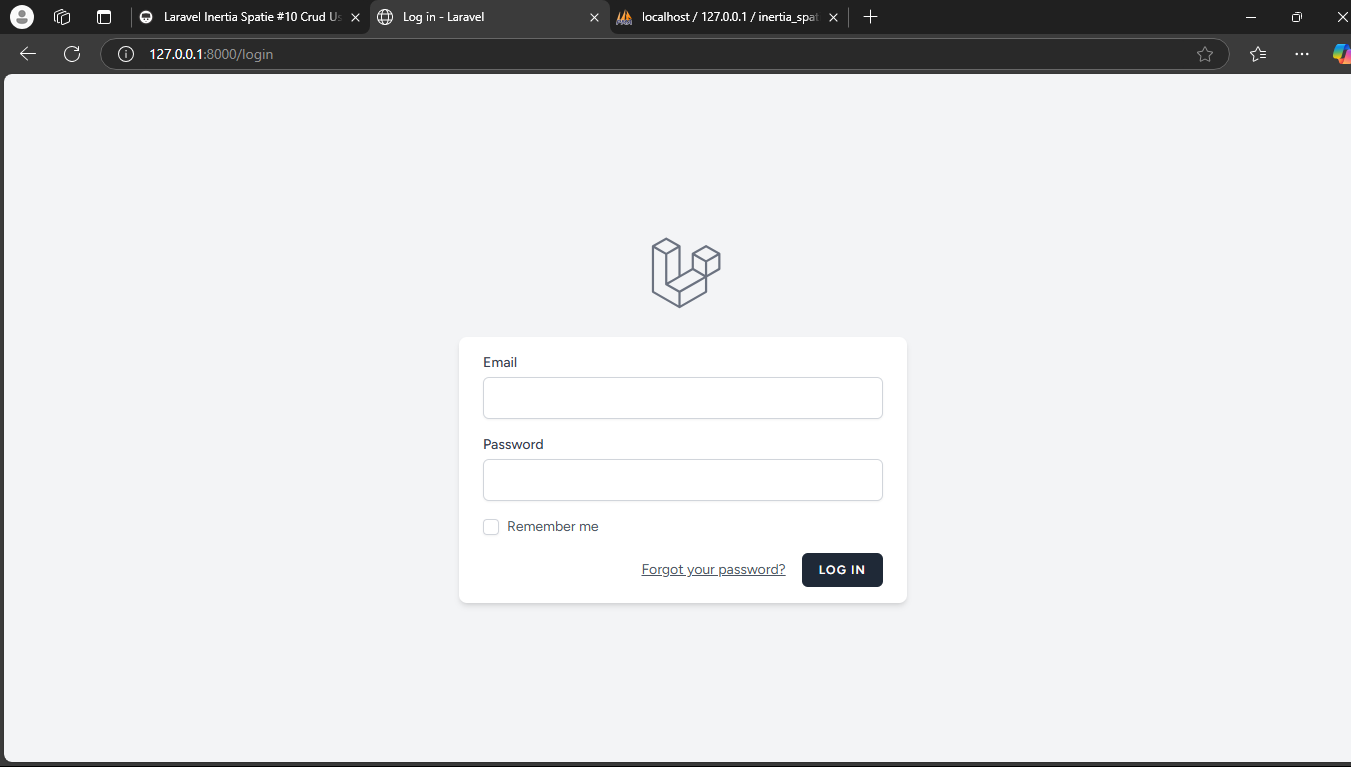 Laravel Inertia Spatie #10 Crud Us
Log in - Laravel
localhost / 127.0.0.1 / inertia_spat
127.0.0.1:8000/login
Email
Password
Remember me
Forgot your password?
LOG IN